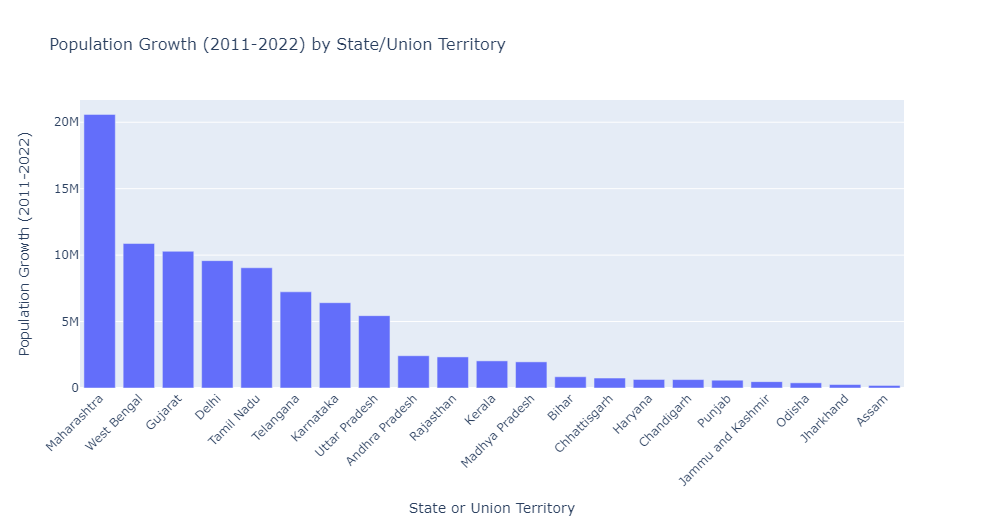 Population Growth (2011-2022) by State/Union Territory
Population Growth (2011-2022)
20M
15M
10M
5M
0
Maharashtra
West Bengal
Gujarat
Delhi
Tamil Nadu
Telangana
Karnataka
Uttar Pradesh
Andhra Pradesh
Rajasthan
Kerala
Madhya Pradesh
Bihar
Chhattisgarh
Haryana
Chandigarh
Punjab
Jammu and Kashmir
Odisha
Jharkhand
Assam
State or Union Territory